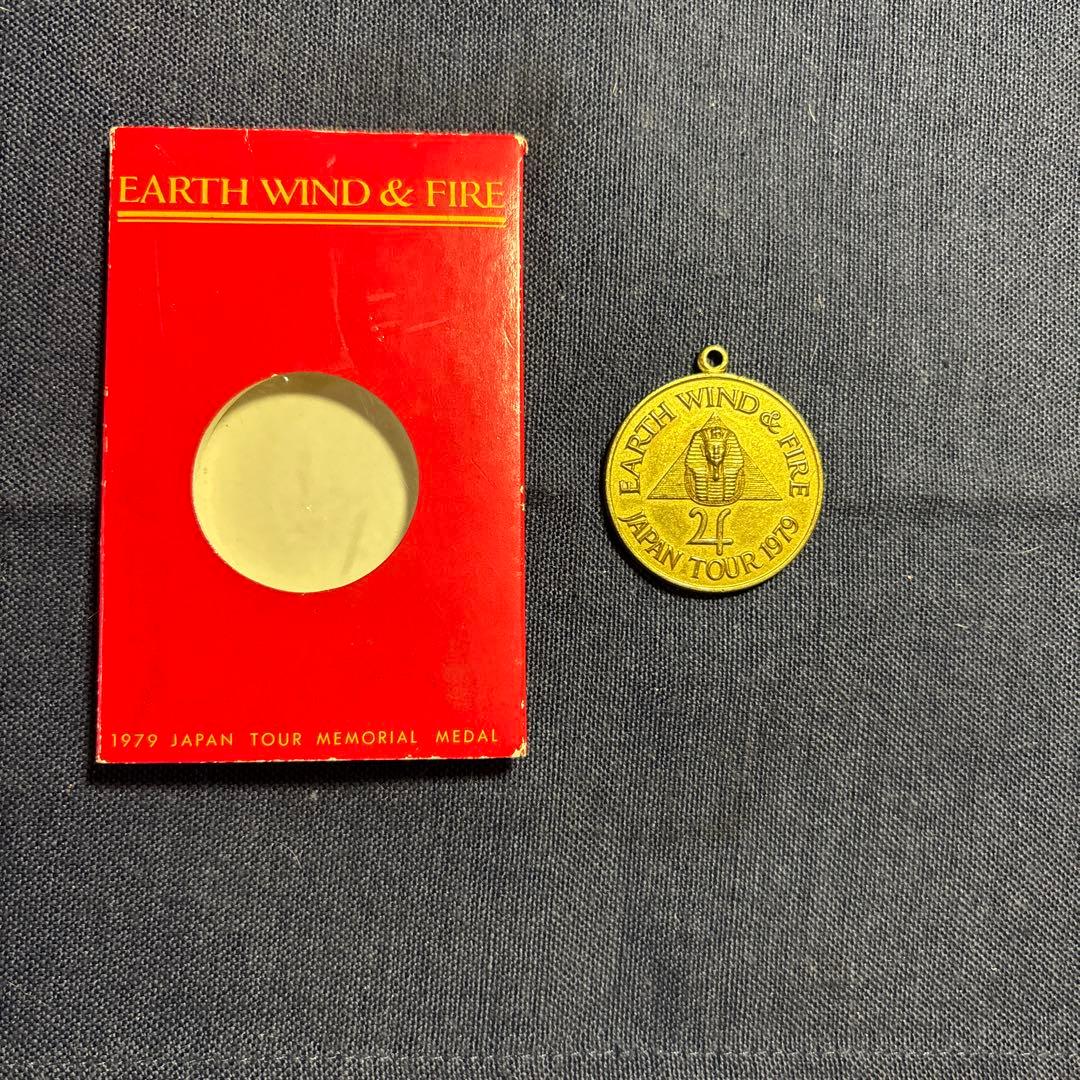 EARTH WIND & FIRE
1979 JAPAN TOUR MEMORIAL MEDAL
EARTH WIND & FIRE
JAPAN TOUR 1979